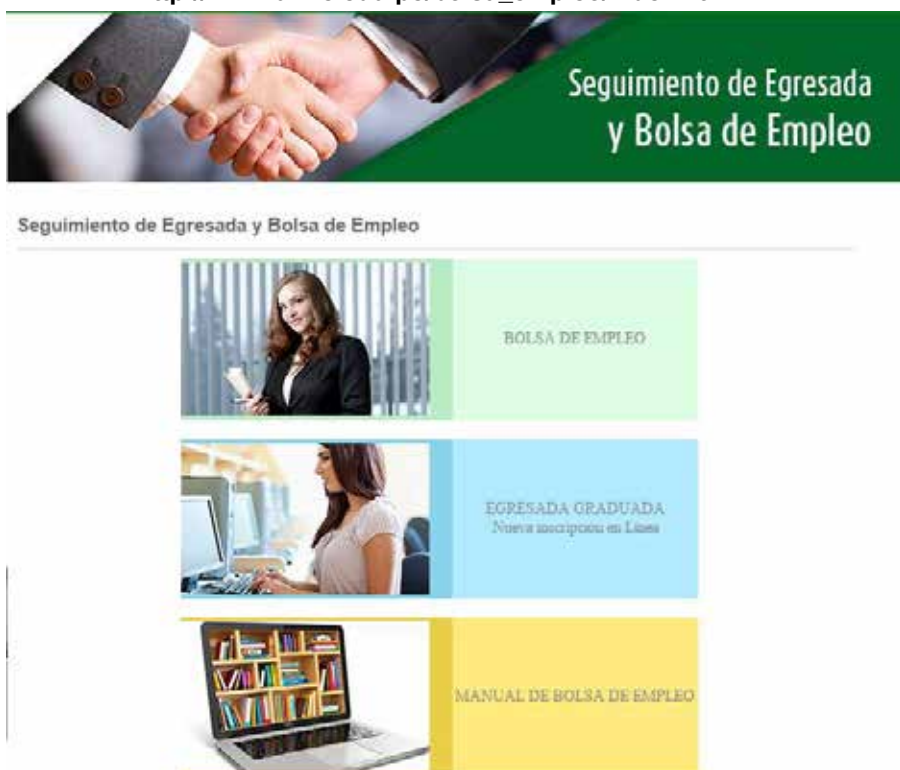 Seguimiento de Egresada
y Bolsa de Empleo
Seguimiento de Egresada y Bolsa de Empleo
BOLSA DE EMPLEO
EGRESADA GRADUADA
Nueva inscripción en Línea
MANUAL DE BOLSA DE EMPLEO